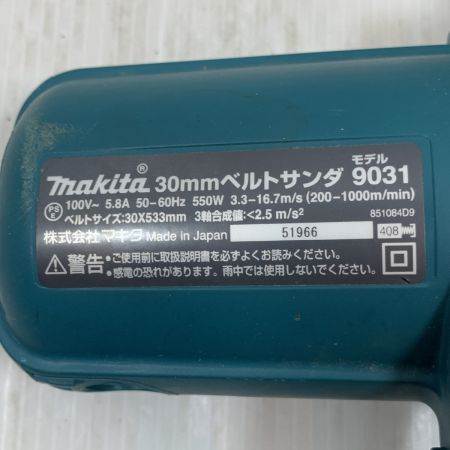 makita® 30mmベルトサンダ モデル 9031
100V~ 5.8A 50-60Hz 550W 3.3-16.7m/s (200-1000m/min)
ベルトサイズ:30X533mm 3軸合成値:<2.5 m/s² 851084D9
株式会社マキタ Made in Japan 51966 408
警告 ・ご使用前に取扱説明書を必ずよくお読みください。
・感電の恐れがあります。雨中では使用しないでください。
PS E